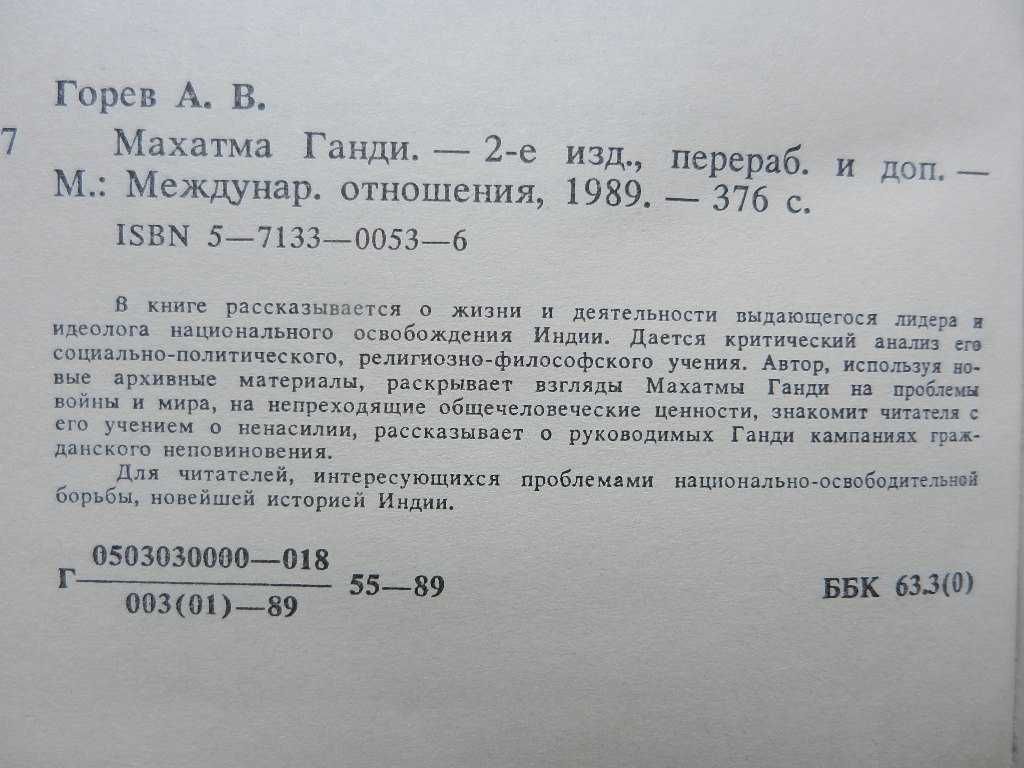 Горев А. В.
7 Махатма Ганди. — 2-е изд., перераб. и доп. —
М.: Междунар. отношения, 1989. — 376 с.
ISBN 5—7133—0053—6
В книге рассказывается о жизни и деятельности выдающегося лидера и
идеолога национального освобождения Индии. Дается критический анализ его
социально-политического, религиозно-философского учения. Автор, используя но-
вые архивные материалы, раскрывает взгляды Махатмы Ганди на проблемы
войны и мира, на непреходящие общечеловеческие ценности, знакомит читателя с
его учением о ненасилии, рассказывает о руководимых Ганди кампаниях граж-
данского неповиновения.
Для читателей, интересующихся проблемами национально-освободительной
борьбы, новейшей историей Индии.
0503030000—018
Г 55—89
003(01)—89
ББК 63.3(0)